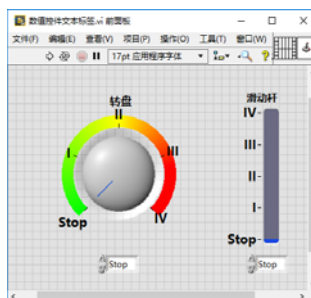 数值控件文本标签.vi 前面板
文件(F) 编辑(E) 查看(V) 项目(P) 操作(O) 工具(T) 窗口(W)
17pt 应用程序字体
转盘
Stop
I
II
III
IV
Stop
滑动杆
IV
III
II
I
Stop
Stop